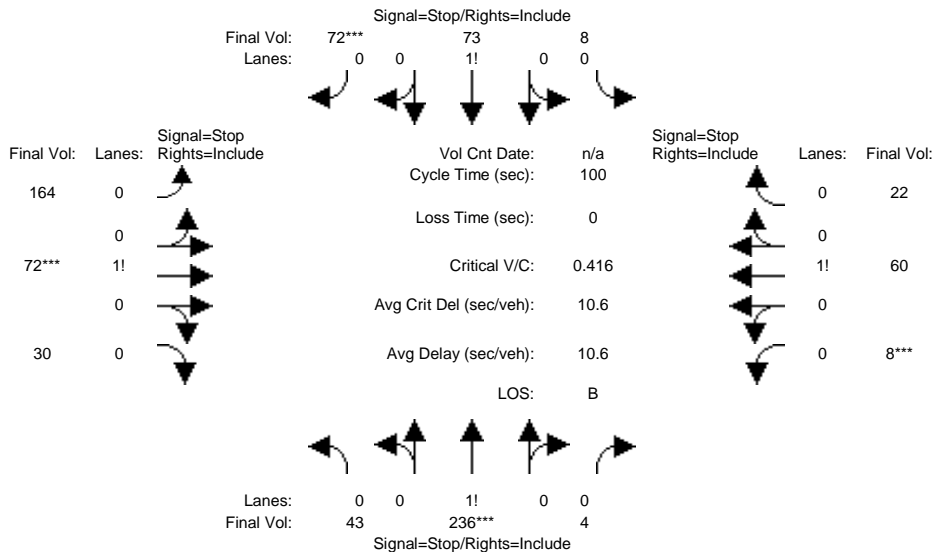 Signal=Stop/Rights=Include
Final Vol: 72*** 73 8
Lanes: 0 0 1! 0 0
Signal=Stop Signal=Stop
Final Vol: Lanes: Rights=Include Vol Cnt Date: n/a Rights=Include Lanes: Final Vol:
Cycle Time (sec): 100
164 0 0 22
Loss Time (sec): 0
0 0
72*** 1! Critical V/C: 0.416 1! 60
0 Avg Crit Del (sec/veh): 10.6 0
30 0 Avg Delay (sec/veh): 10.6 0 8***
LOS: B
Lanes: 0 0 1! 0 0
Final Vol: 43 236*** 4
Signal=Stop/Rights=Include